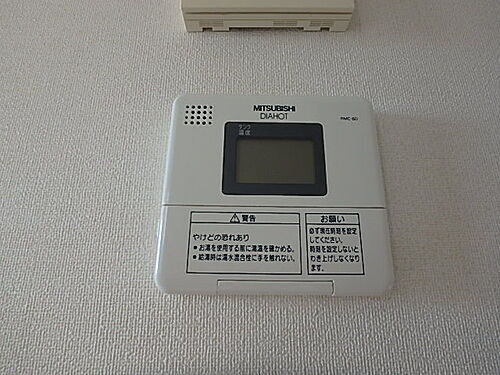 MITSUBISHI
DIAHOT
RMC-6D
タンク
温度
⚠警告
やけどの恐れあり
●お湯を使用する前に湯温を確かめる。
●給湯時は湯水混合栓に手を触れない。
お願い
必ず現在時刻を設定
してください。
時刻を設定しないと
わき上げしなくなり
ます。